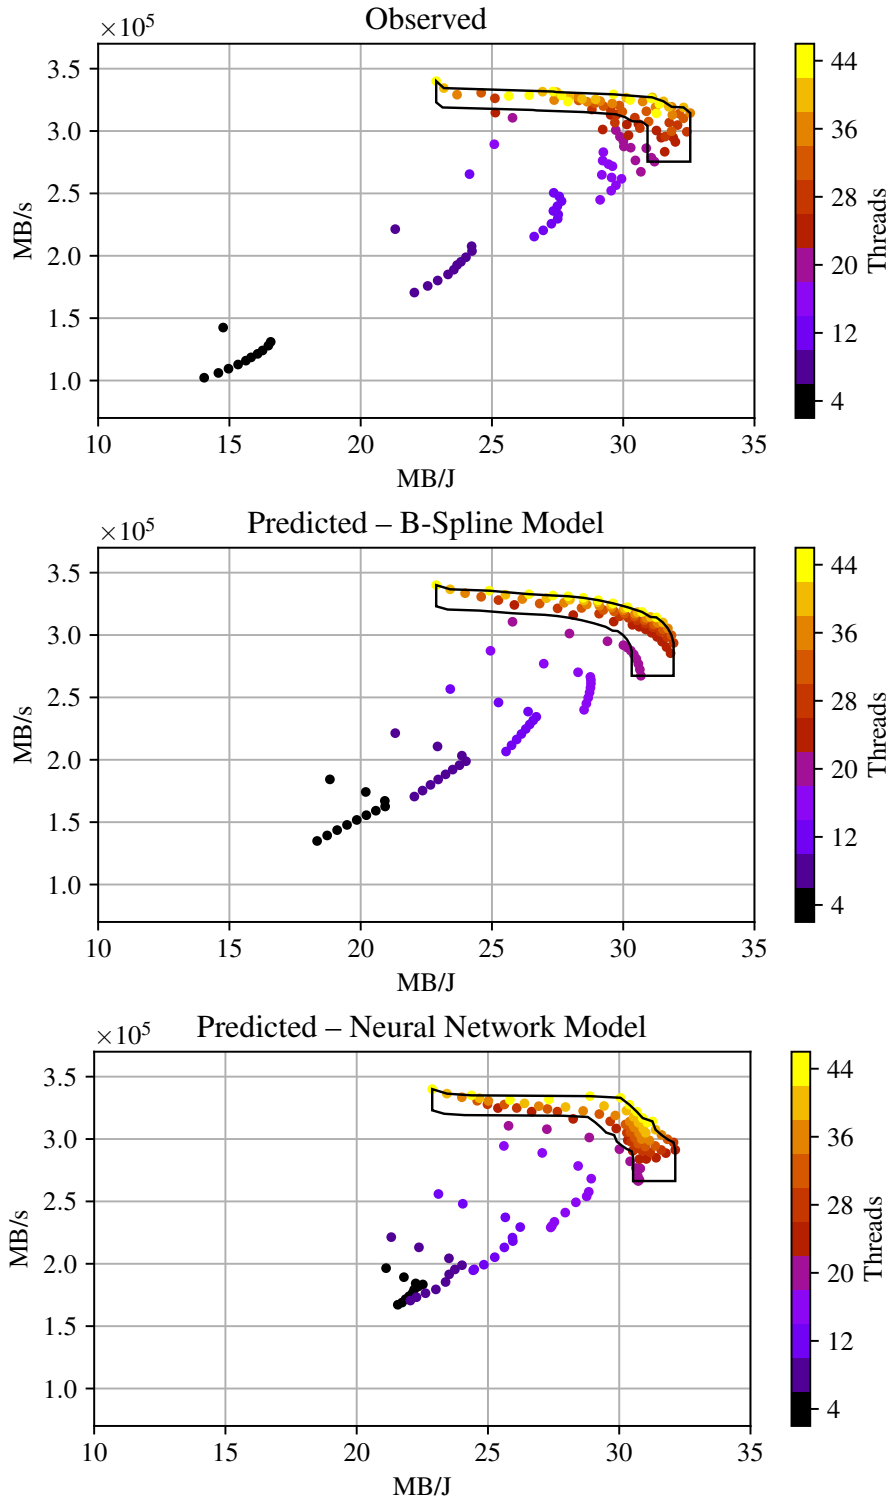 Observed
×10⁵
3.5
3.0
2.5
2.0
1.5
1.0
MB/s
10 15 20 25 30 35
MB/J
44
36
28
20
12
4
Threads
Predicted – B-Spline Model
×10⁵
3.5
3.0
2.5
2.0
1.5
1.0
MB/s
10 15 20 25 30 35
MB/J
44
36
28
20
12
4
Threads
Predicted – Neural Network Model
×10⁵
3.5
3.0
2.5
2.0
1.5
1.0
MB/s
10 15 20 25 30 35
MB/J
44
36
28
20
12
4
Threads